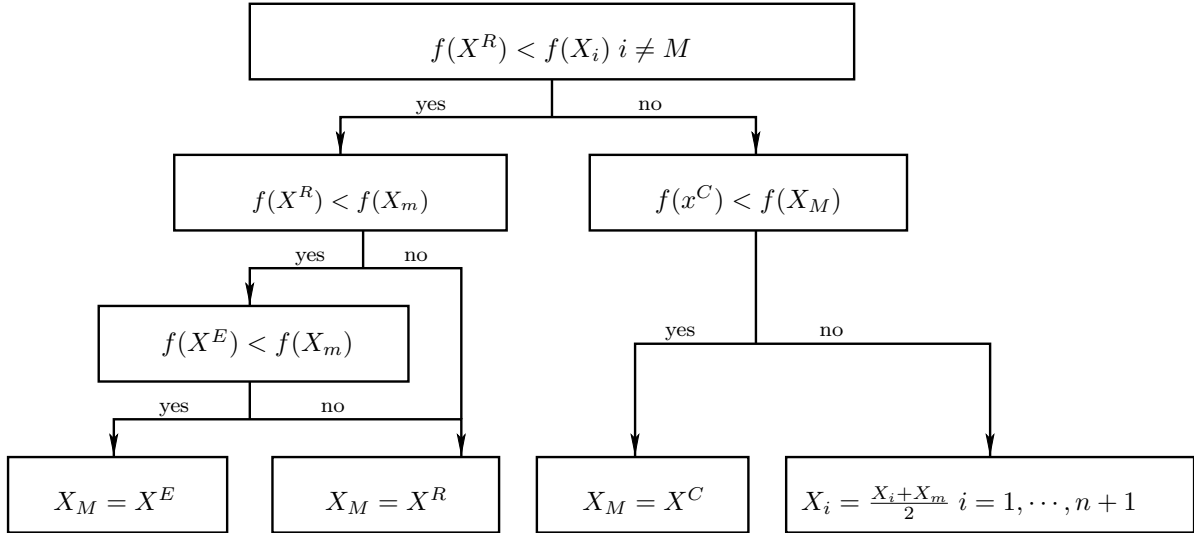 f(X^R) < f(X_i) i ≠ M
yes no
f(X^R) < f(X_m) f(x^C) < f(X_M)
yes no
f(X^E) < f(X_m) yes no
yes no
X_M = X^E X_M = X^R X_M = X^C X_i = \frac{X_i+X_m}{2} i = 1, ⋯, n + 1